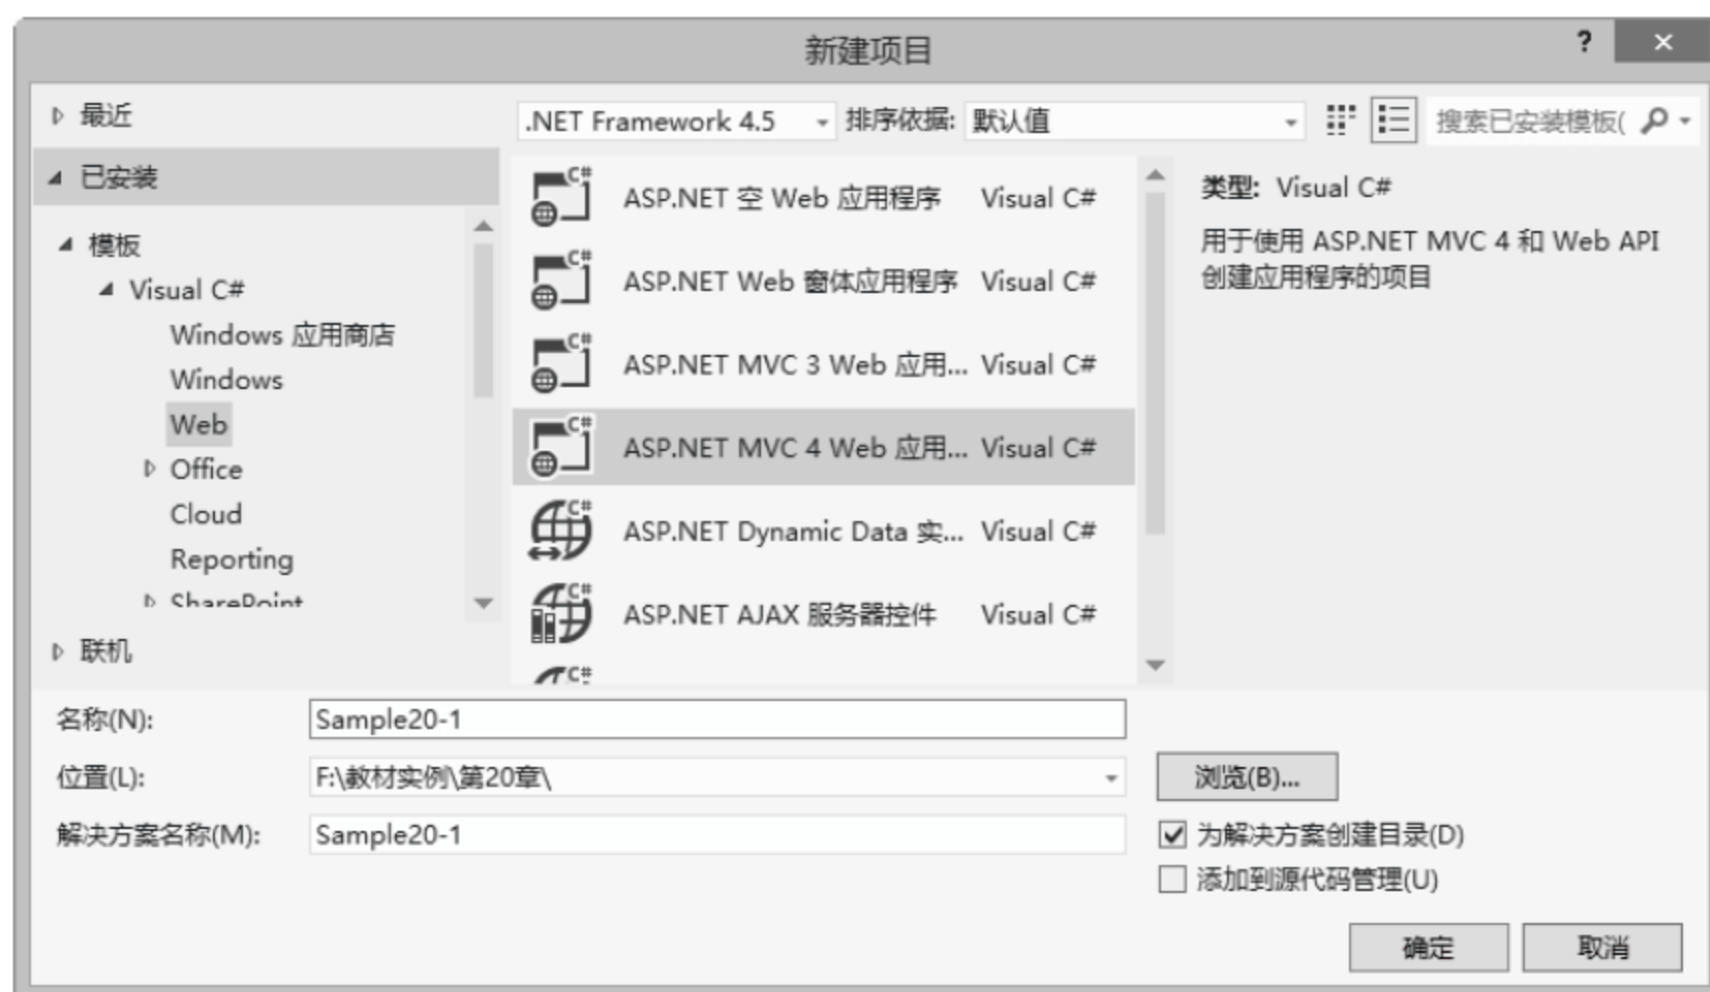 新建项目
?
最近
.NET Framework 4.5 排序依据: 默认值 搜索已安装模板(
已安装
模板
Visual C#
Windows 应用商店
Windows
Web
Office
Cloud
Reporting
SharePoint
联机
ASP.NET 空 Web 应用程序 Visual C#
ASP.NET Web 窗体应用程序 Visual C#
ASP.NET MVC 3 Web 应用... Visual C#
ASP.NET MVC 4 Web 应用... Visual C#
ASP.NET Dynamic Data 实... Visual C#
ASP.NET AJAX 服务器控件 Visual C#
类型: Visual C#
用于使用 ASP.NET MVC 4 和 Web API
创建应用程序的项目
名称(N): Sample20-1
位置(L): F:\教材实例\第20章\ 浏览(B)...
解决方案名称(M): Sample20-1
为解决方案创建目录(D)
添加到源代码管理(U)
确定 取消